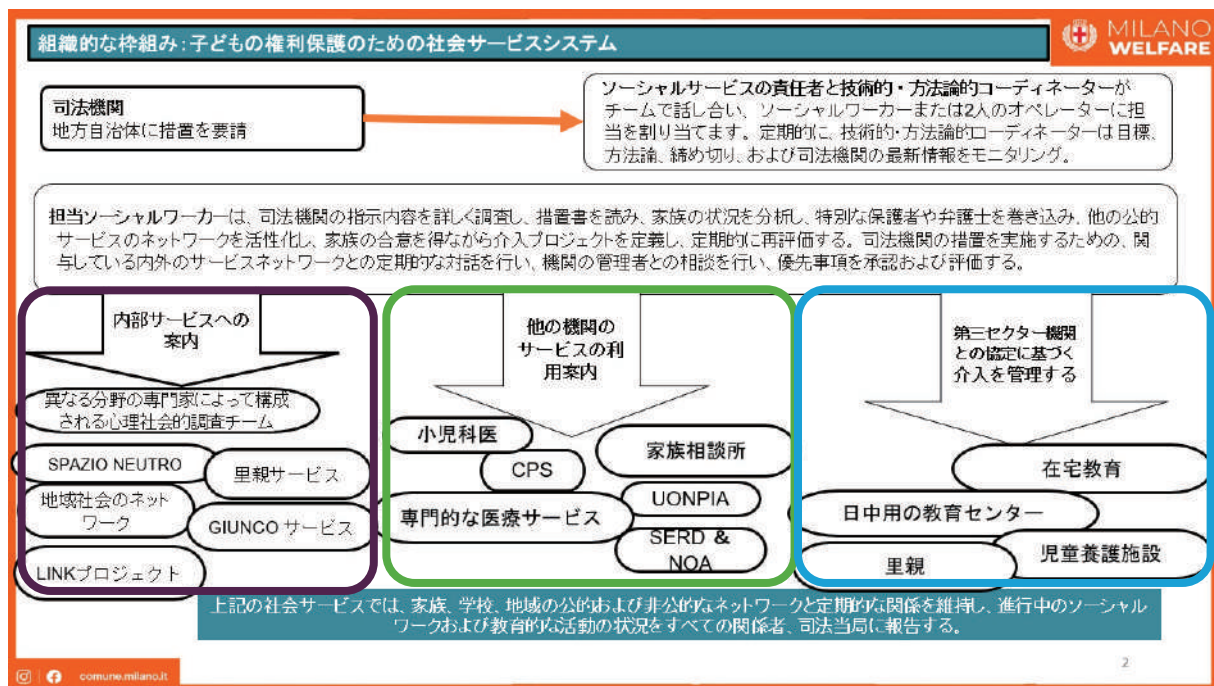 組織的な枠組み：子どもの権利保護のための社会サービスシステム
MILANO
WELFARE
司法機関
地方自治体に措置を要請
ソーシャルサービスの責任者と技術的・方法論的コーディネーターが
チームで話し合い、ソーシャルワーカーまたは2人のオペレーターに担
当を割り当てます。定期的に、技術的・方法論的コーディネーターは目標、
方法論、締め切り、および司法機関の最新情報をモニタリング。
担当ソーシャルワーカーは、司法機関の指示内容を詳しく調査し、措置書を読み、家族の状況を分析し、特別な保護者や弁護士を巻き込み、他の公的
サービスのネットワークを活性化し、家族の合意を得ながら介入プロジェクトを定義し、定期的に再評価する。司法機関の措置を実施するための、関
与している内外のサービスネットワークとの定期的な対話を行い、機関の管理者との相談を行い、優先事項を承認および評価する。
内部サービスへの
案内
異なる分野の専門家によって構成
される心理社会的調査チーム
SPAZIO NEUTRO
里親サービス
地域社会のネット
ワーク
GIUNCO サービス
LINKプロジェクト
他の機関の
サービスの利
用案内
小児科医
家族相談所
CPS
UONPIA
専門的な医療サービス
SERD &
NOA
第三セクター機関
との協定に基づく
介入を管理する
在宅教育
日中用の教育センター
児童養護施設
里親
上記の社会サービスでは、家族、学校、地域の公的および非公的なネットワークと定期的な関係を維持し、進行中のソーシャル
ワークおよび教育的な活動の状況をすべての関係者、司法当局に報告する。
comune.milano.it
2